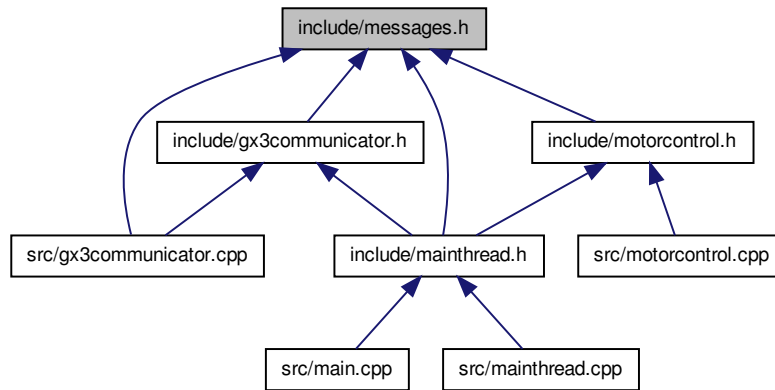 include/messages.h
include/gx3communicator.h
include/motorcontrol.h
src/gx3communicator.cpp
include/mainthread.h
src/motorcontrol.cpp
src/main.cpp
src/mainthread.cpp